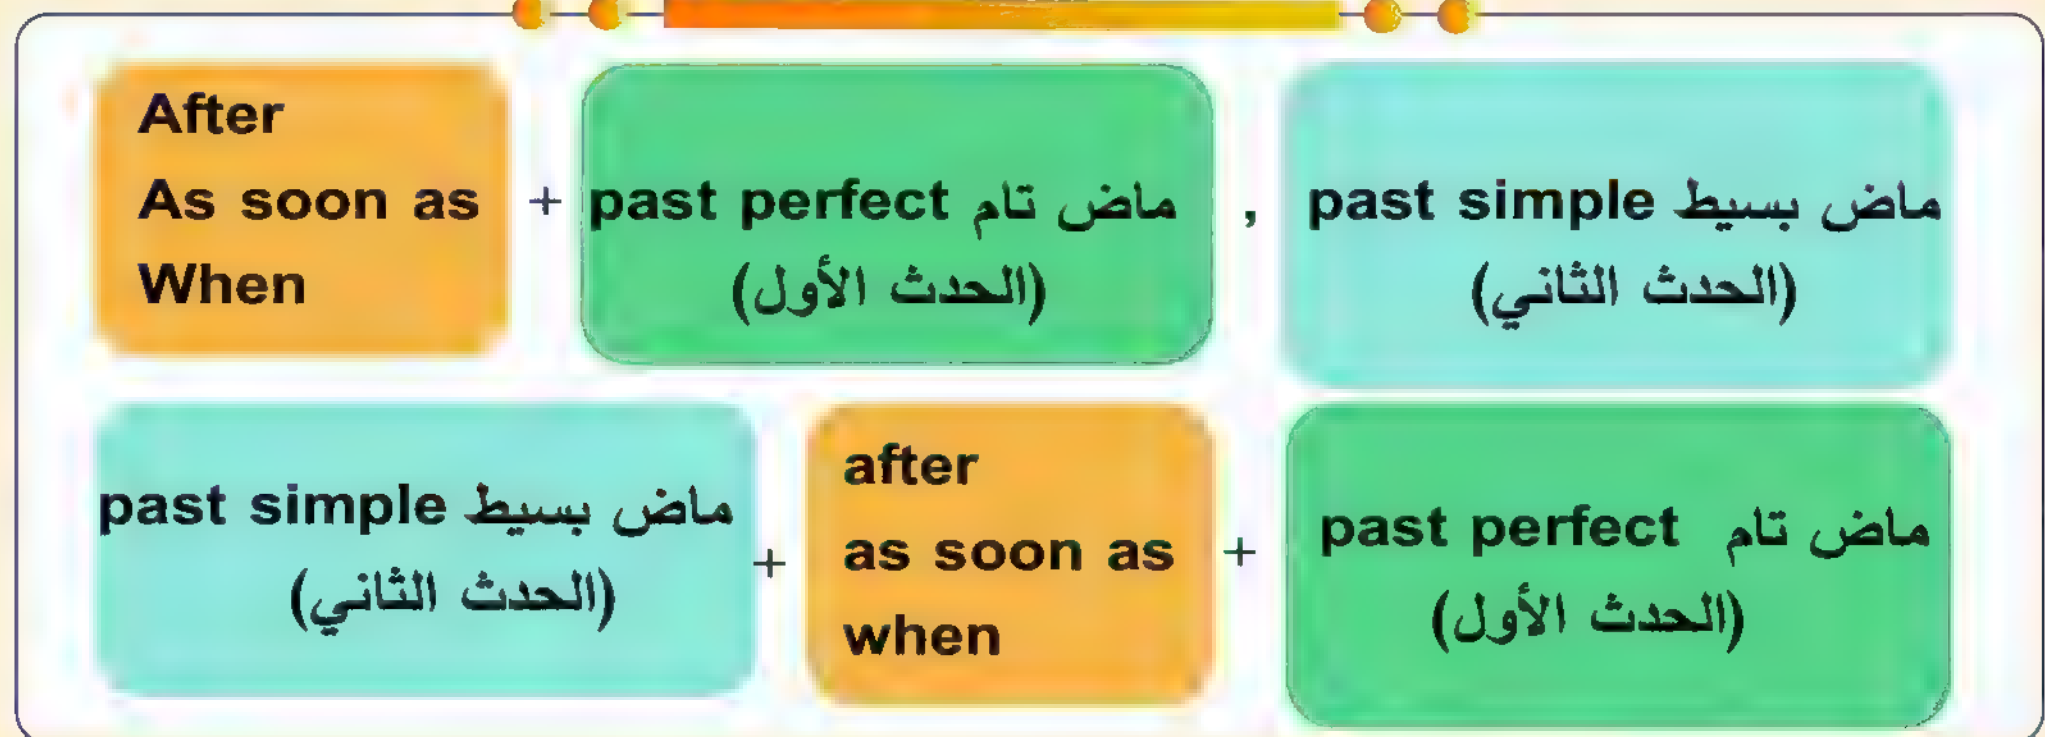 After
As soon as
When
+
past perfect ماض تام
(الحدث الأول)
,
past simple ماض بسيط
(الحدث الثاني)
past simple ماض بسيط
(الحدث الثاني)
+
after
as soon as
when
+
past perfect ماض تام
(الحدث الأول)